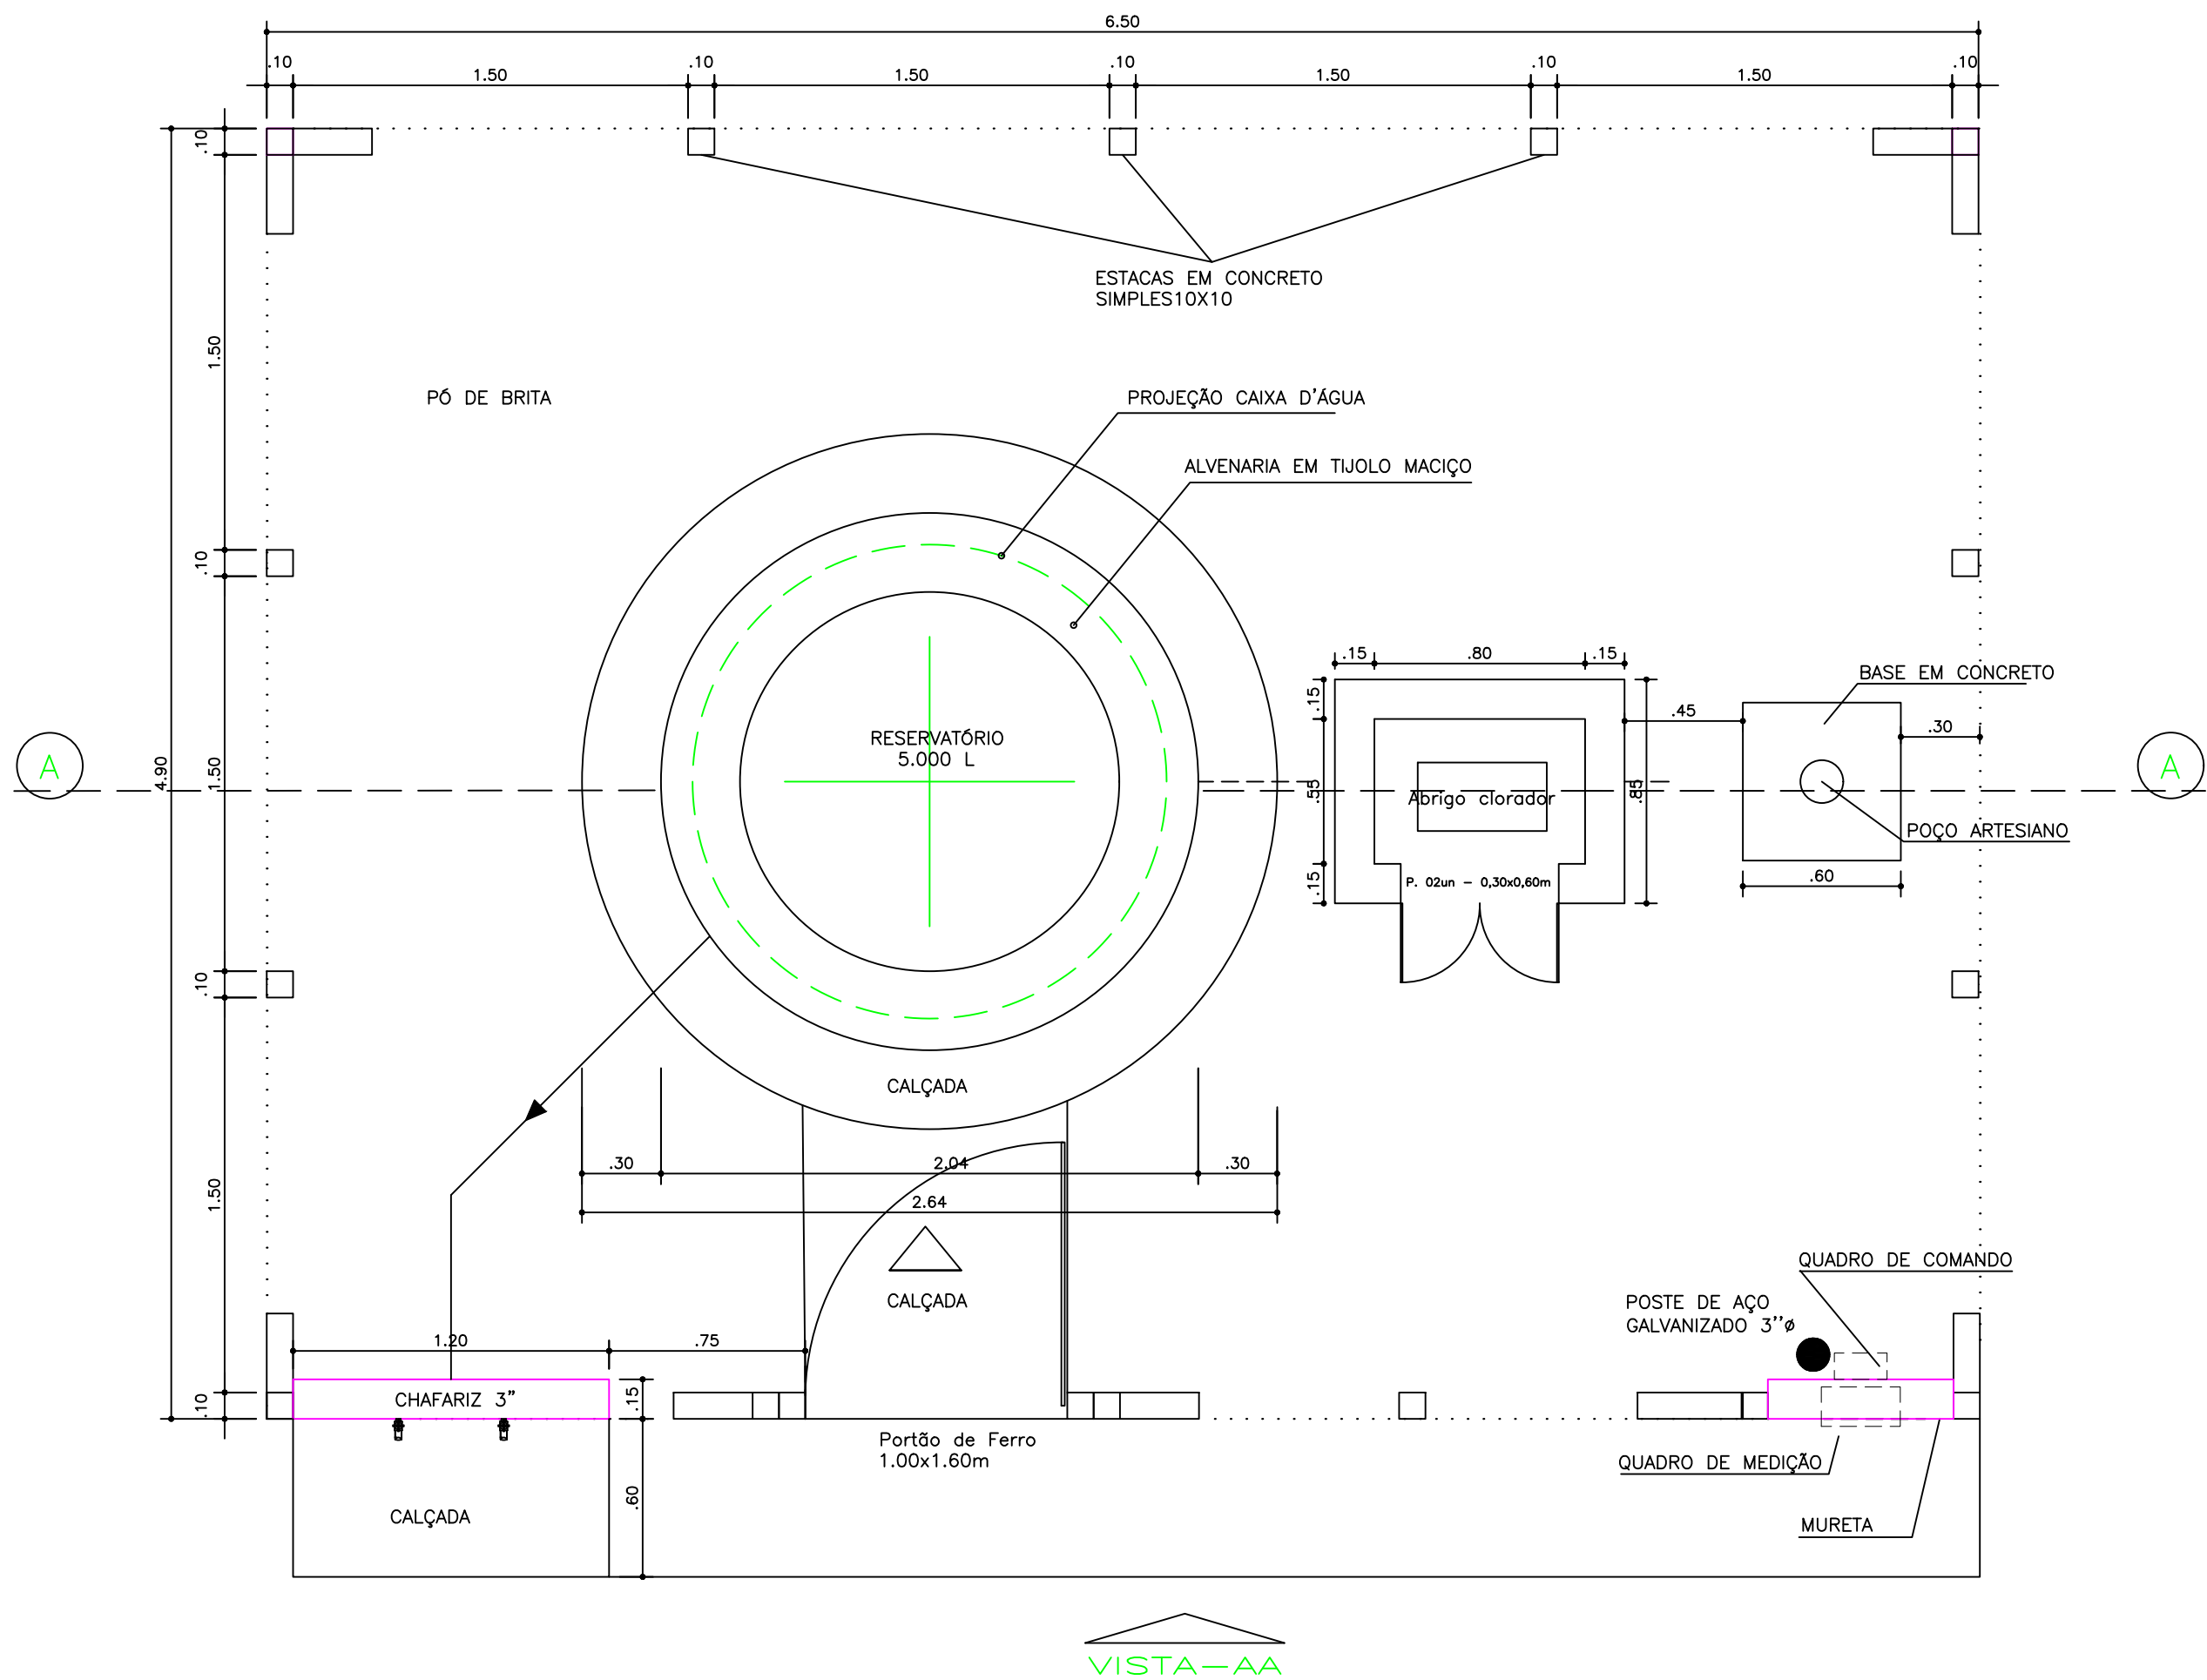 6.50
.10
1.50
.10
1.50
.10
1.50
.10
1.50
.10
.10
1.50
.10
1.50
.10
1.50
.10
4.90
ESTACAS EM CONCRETO
SIMPLES10X10
PÓ DE BRITA
PROJEÇÃO CAIXA D'ÁGUA
ALVENARIA EM TIJOLO MACIÇO
RESERVATÓRIO
5.000 L
.15
.80
.15
.15
.55
.15
.85
Abrigo clorador
P. 02un - 0,30x0,60m
.45
.30
.60
BASE EM CONCRETO
POÇO ARTESIANO
A
A
CALÇADA
.30
2.04
.30
2.64
CALÇADA
1.20
.75
CHAFARIZ 3"
.15
.60
CALÇADA
Portão de Ferro
1.00x1.60m
QUADRO DE COMANDO
POSTE DE AÇO
GALVANIZADO 3''ø
QUADRO DE MEDIÇÃO
MURETA
VISTA-AA